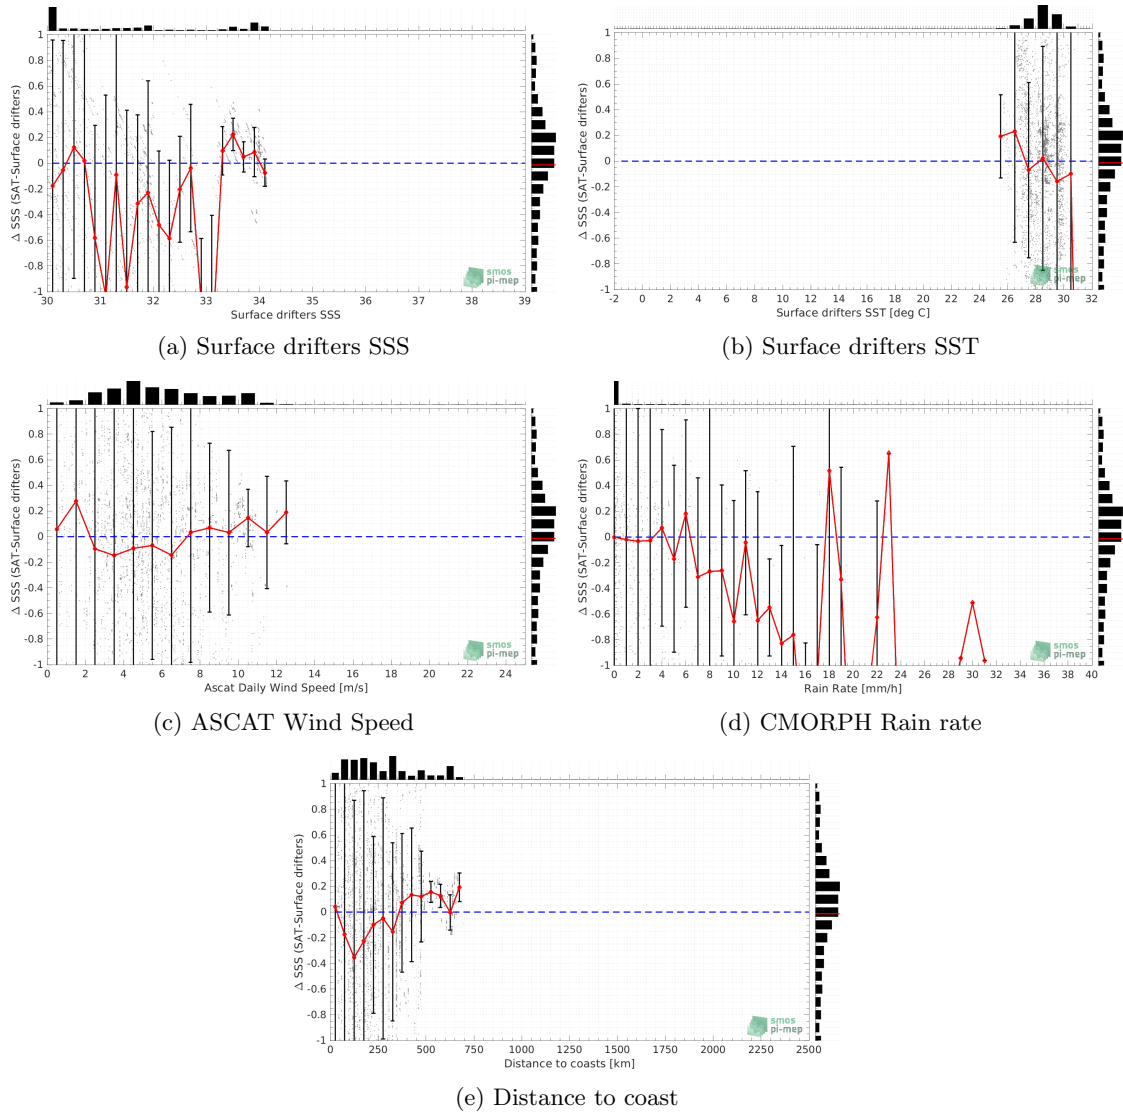 1
0.8
0.6
0.4
0.2
0
-0.2
-0.4
-0.6
-0.8
-1
Δ SSS (SAT-Surface drifters)
smos
pi-mep
30 31 32 33 34 35 36 37 38 39
Surface drifters SSS
(a) Surface drifters SSS
1
0.8
0.6
0.4
0.2
0
-0.2
-0.4
-0.6
-0.8
-1
Δ SSS (SAT-Surface drifters)
smos
pi-mep
-2 0 2 4 6 8 10 12 14 16 18 20 22 24 26 28 30 32
Surface drifters SST [deg C]
(b) Surface drifters SST
1
0.8
0.6
0.4
0.2
0
-0.2
-0.4
-0.6
-0.8
-1
Δ SSS (SAT-Surface drifters)
smos
pi-mep
0 2 4 6 8 10 12 14 16 18 20 22 24
Ascat Daily Wind Speed [m/s]
(c) ASCAT Wind Speed
1
0.8
0.6
0.4
0.2
0
-0.2
-0.4
-0.6
-0.8
-1
Δ SSS (SAT-Surface drifters)
smos
pi-mep
0 2 4 6 8 10 12 14 16 18 20 22 24 26 28 30 32 34 36 38 40
Rain Rate [mm/h]
(d) CMORPH Rain rate
1
0.8
0.6
0.4
0.2
0
-0.2
-0.4
-0.6
-0.8
-1
Δ SSS (SAT-Surface drifters)
smos
pi-mep
0 250 500 750 1000 1250 1500 1750 2000 2250 2500
Distance to coasts [km]
(e) Distance to coast